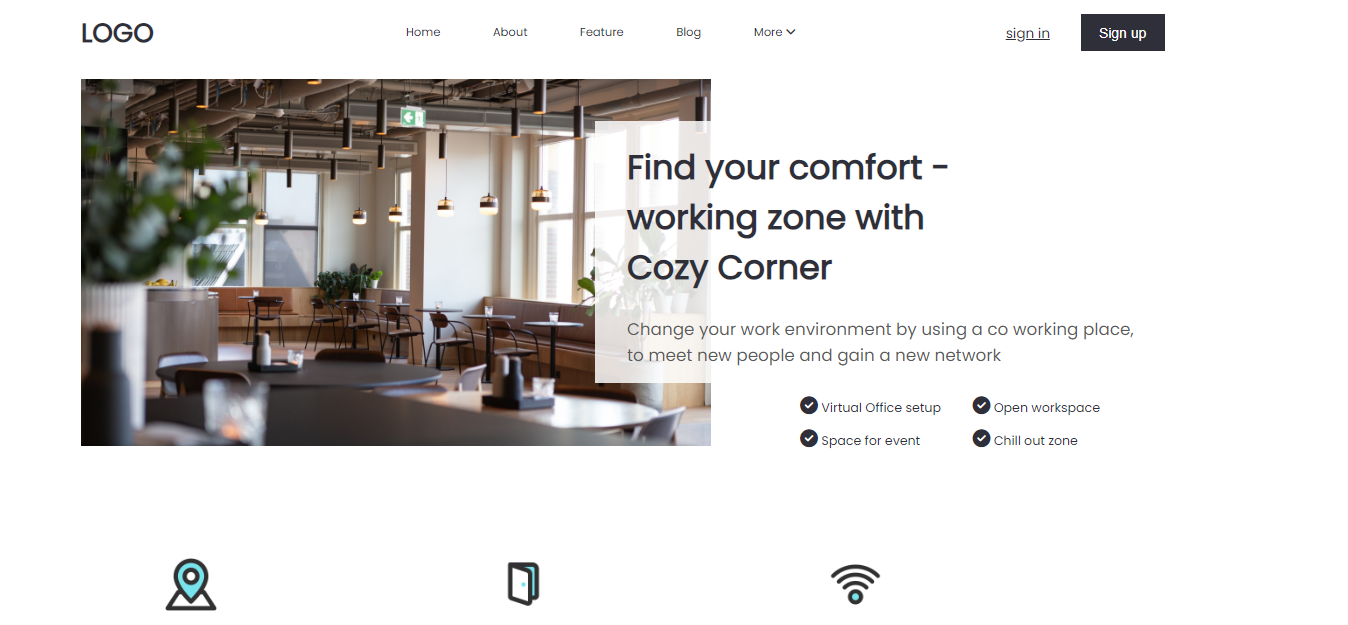 LOGO
Home About Feature Blog More
sign in
Sign up
Find your comfort -
working zone with
Cozy Corner
Change your work environment by using a co working place,
to meet new people and gain a new network
Virtual Office setup
Open workspace
Space for event
Chill out zone